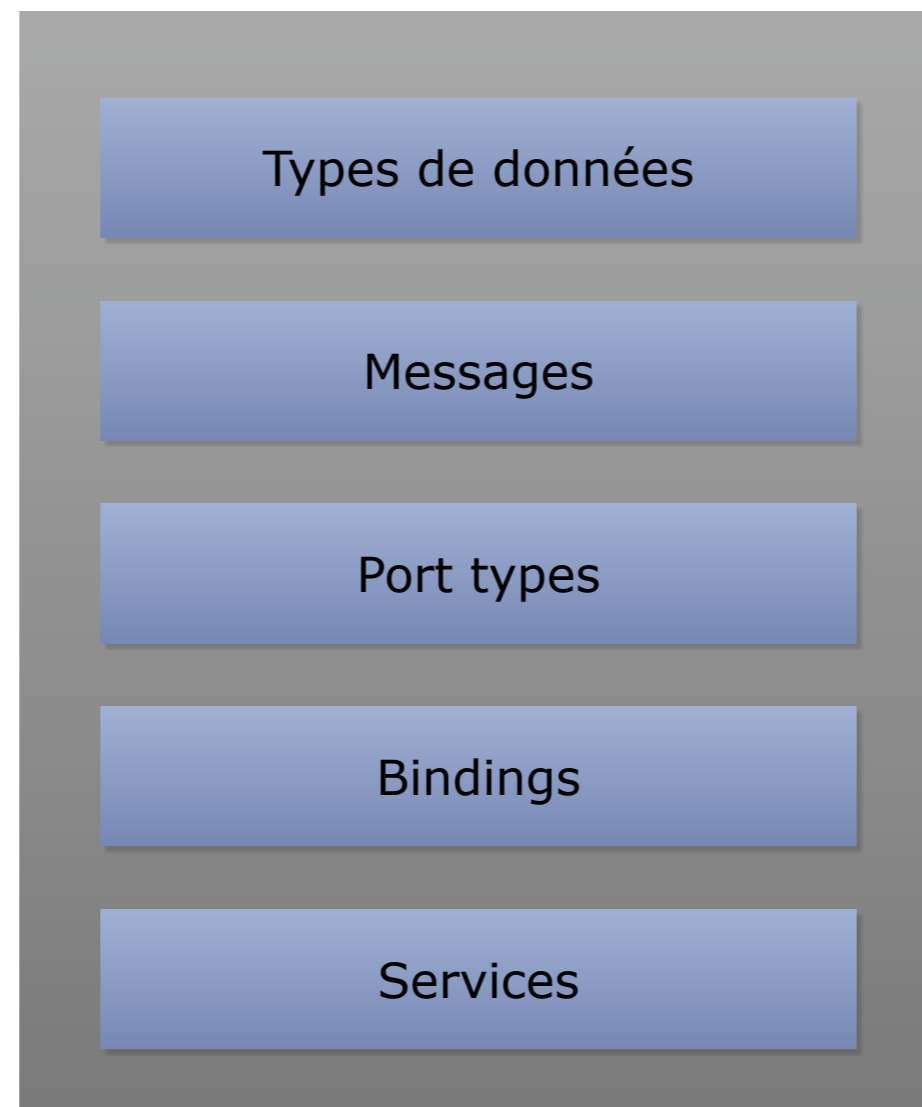 Types de données
Messages
Port types
Bindings
Services